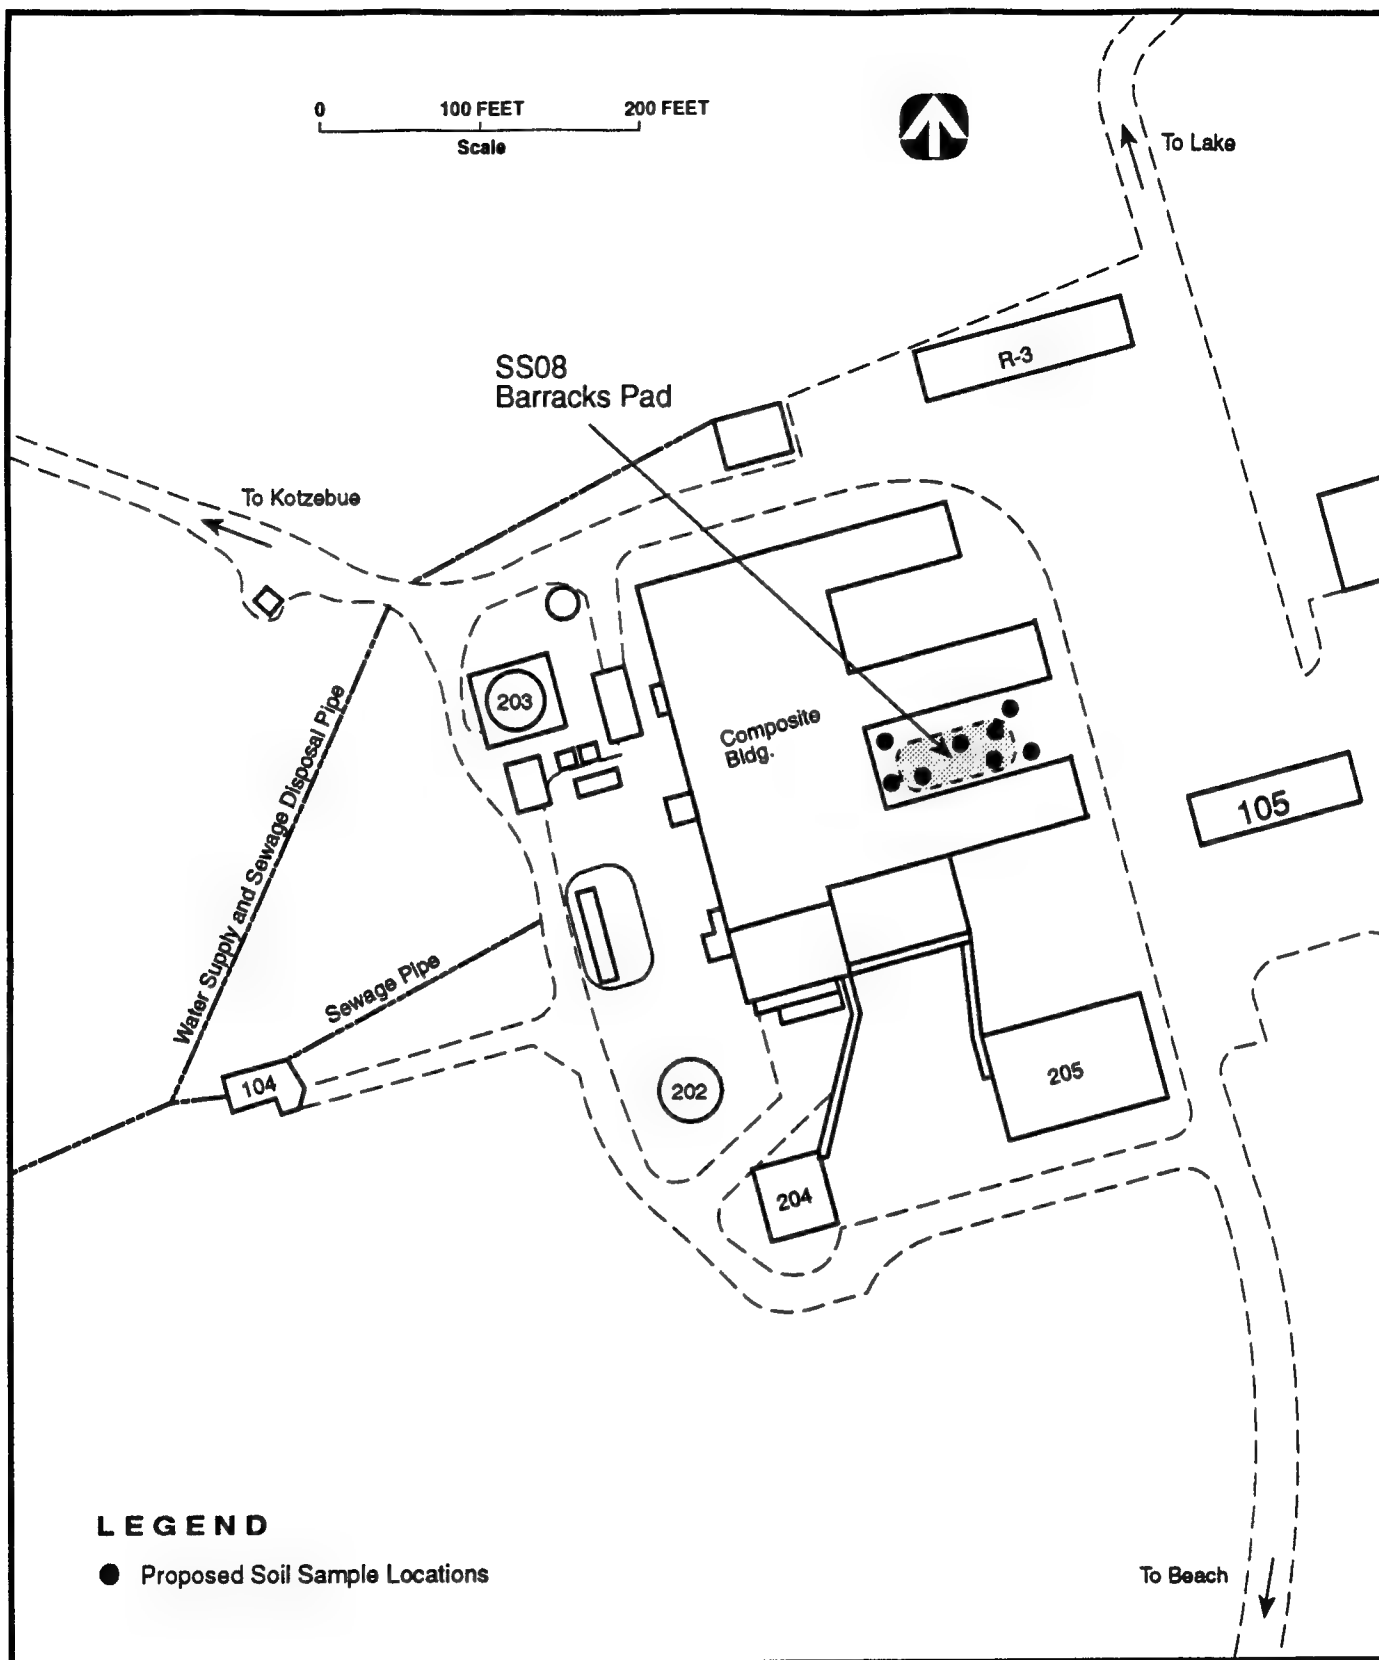 0 100 FEET 200 FEET
Scale
To Lake
R-3
SS08
Barracks Pad
To Kotzebue
203
Composite
Bldg.
Water Supply and Sewage Disposal Pipe
105
Sewage Pipe
104
202
205
204
LEGEND
Proposed Soil Sample Locations
To Beach